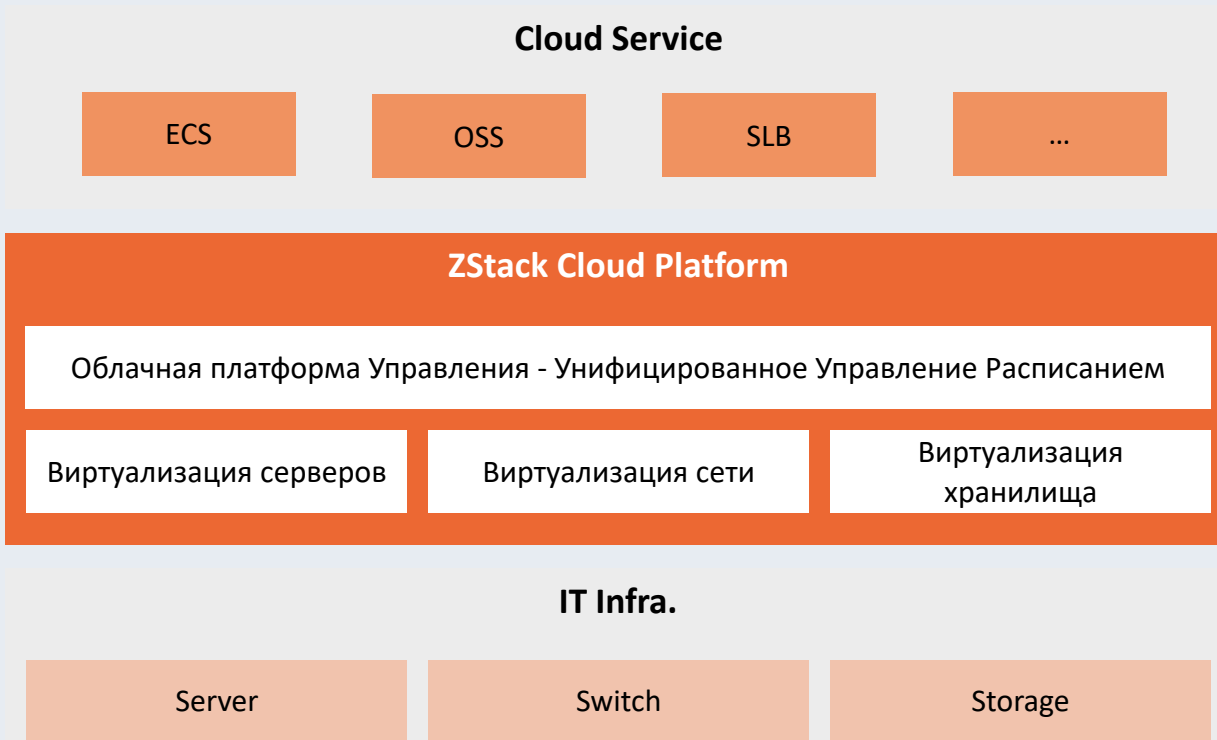 Cloud Service
ECS
OSS
SLB
...
ZStack Cloud Platform
Облачная платформа Управления - Унифицированное Управление Расписанием
Виртуализация серверов
Виртуализация сети
Виртуализация
хранилища
IT Infra.
Server
Switch
Storage